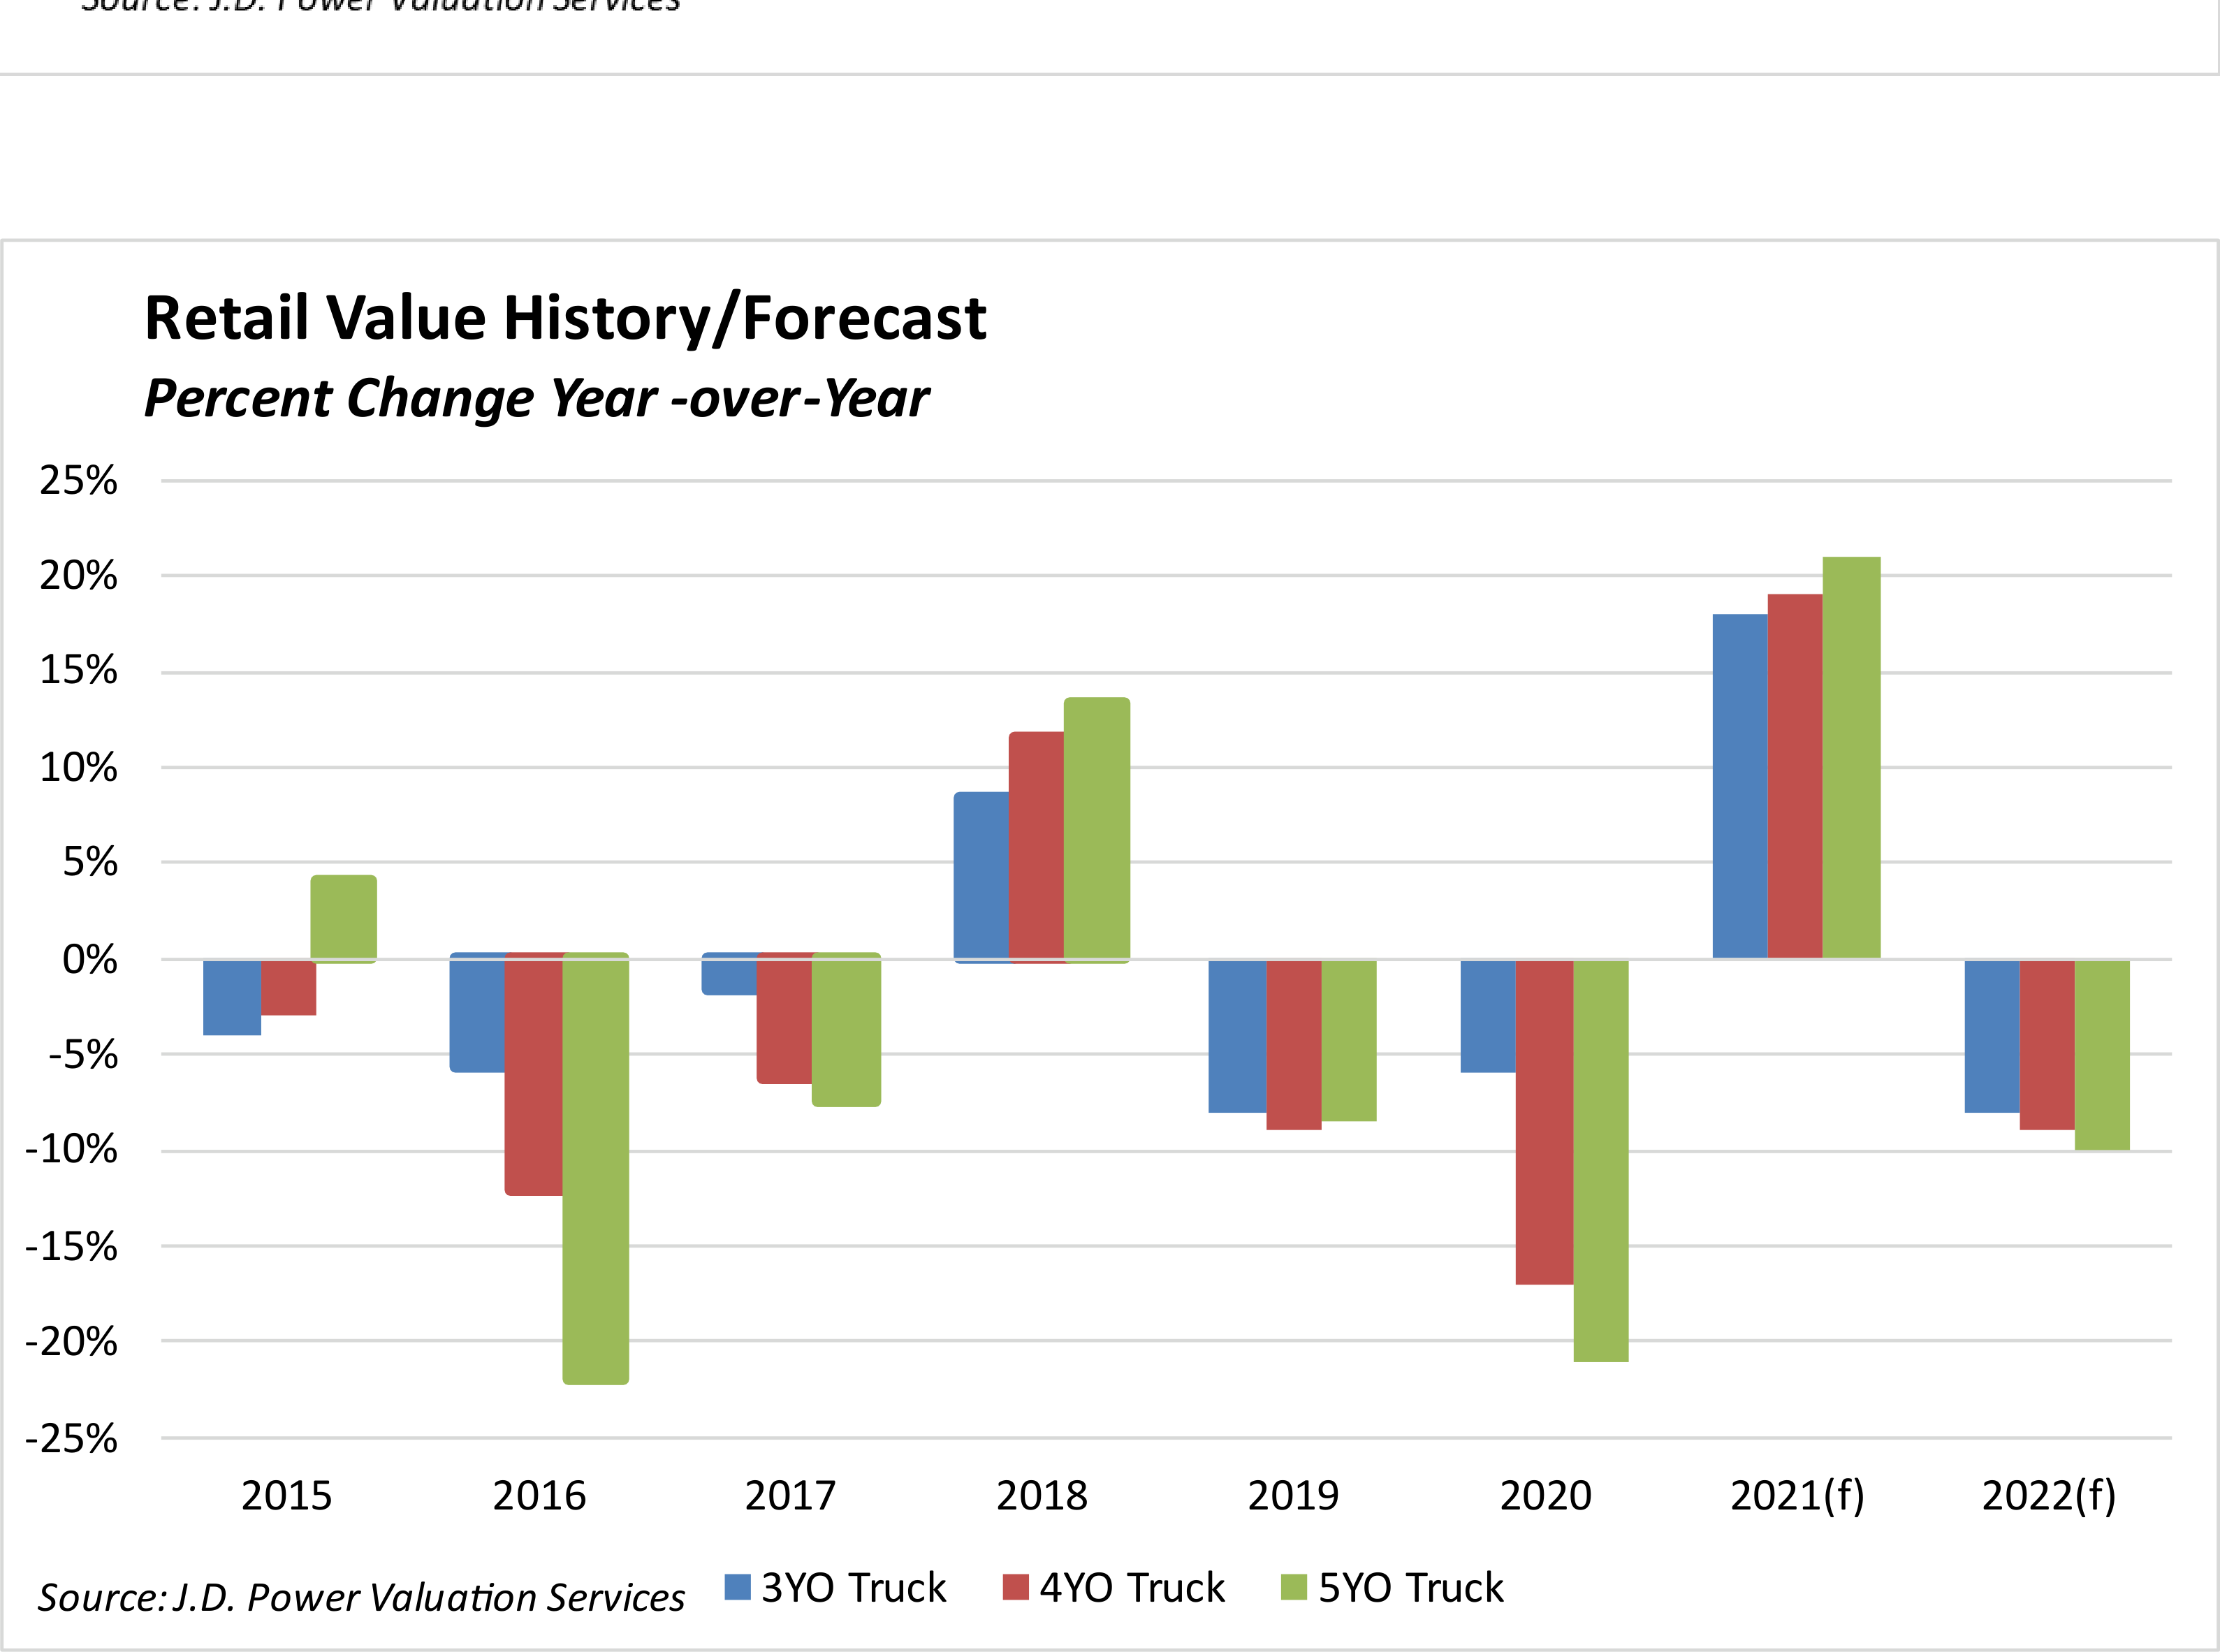 Source: J.D. Power Valuation Services
Retail Value History/Forecast
Percent Change Year -over-Year
25%
20%
15%
10%
5%
0%
-5%
-10%
-15%
-20%
-25%
2015 2016 2017 2018 2019 2020 2021(f) 2022(f)
Source: J.D. Power Valuation Services 3YO Truck 4YO Truck 5YO Truck